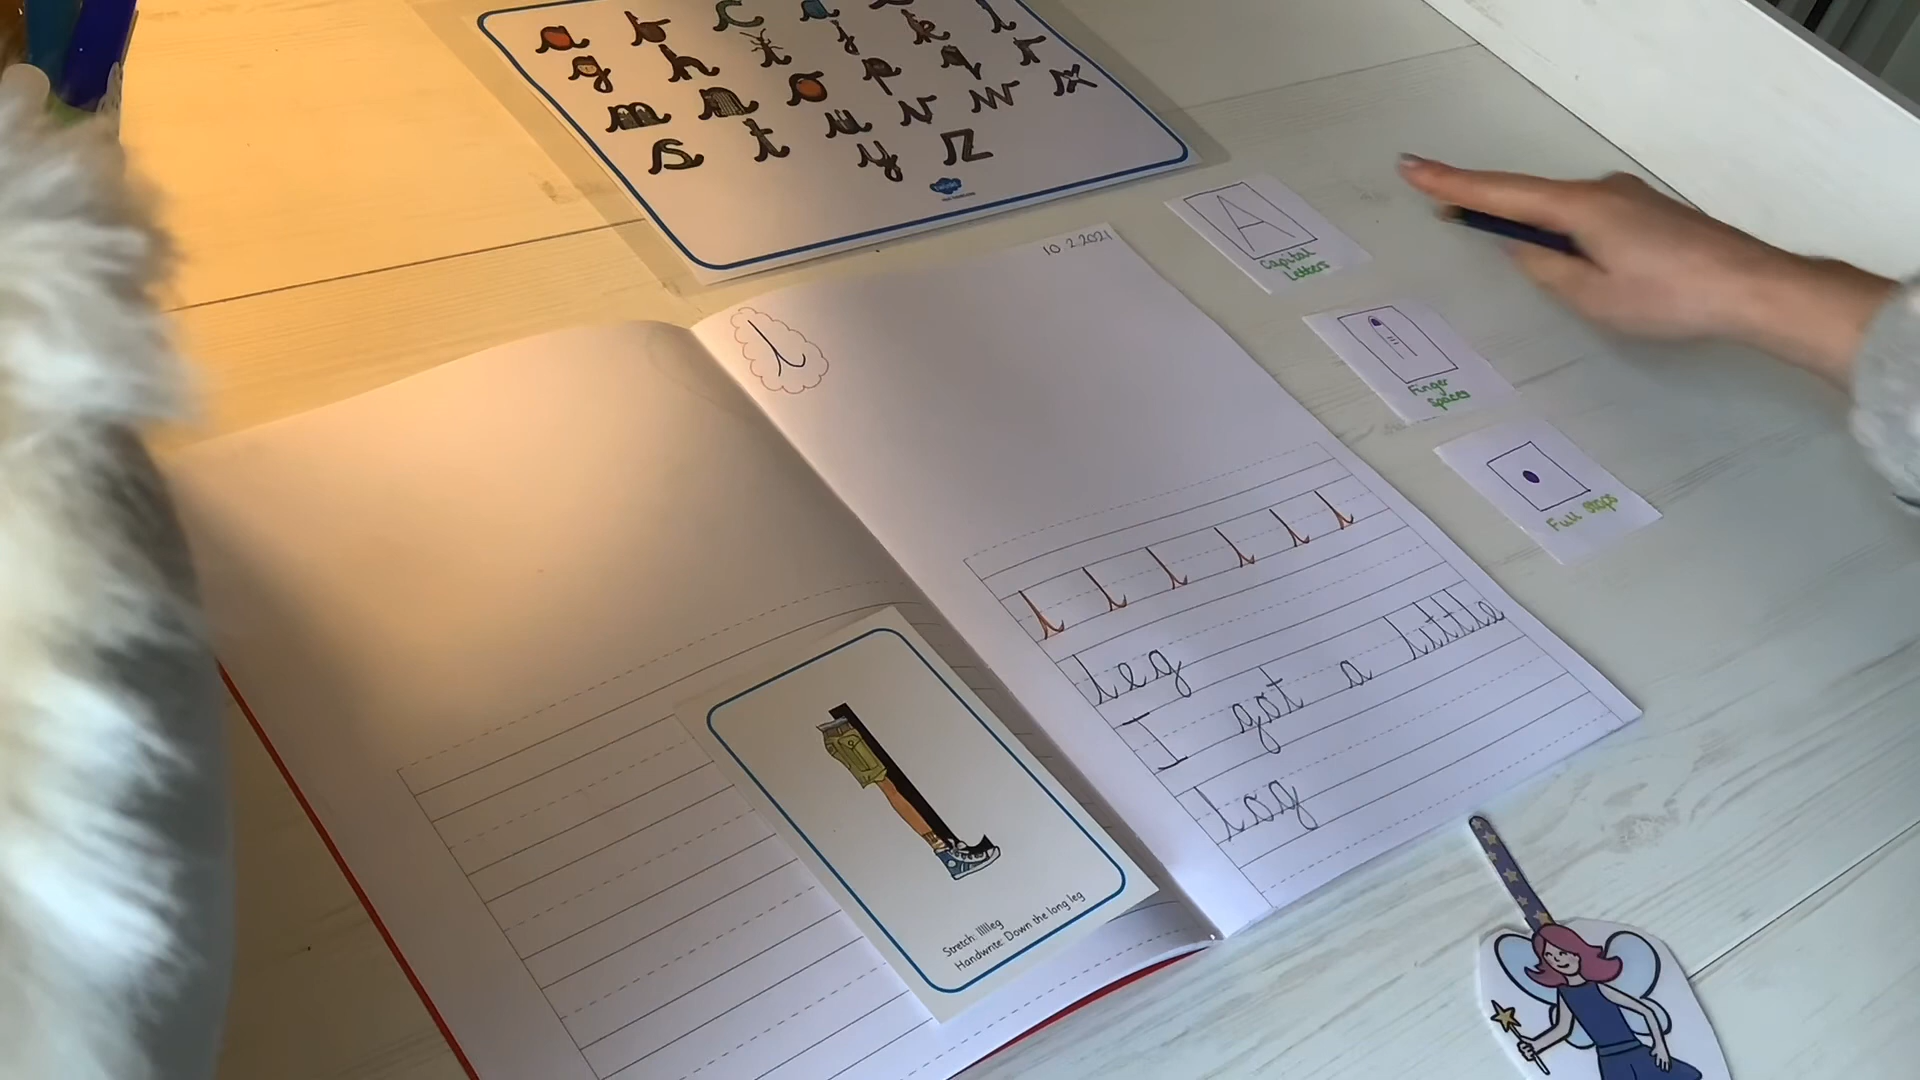 a b c d e f
g h i j k l
m n o p q r
s t u v w x
y z
10.2.2021
l
A
Capital
Letters
Finger
Spaces
Full stops
l l l l l l
leg
I got a little
log
Stretch: lllllleg
Handwrite: Down the long leg